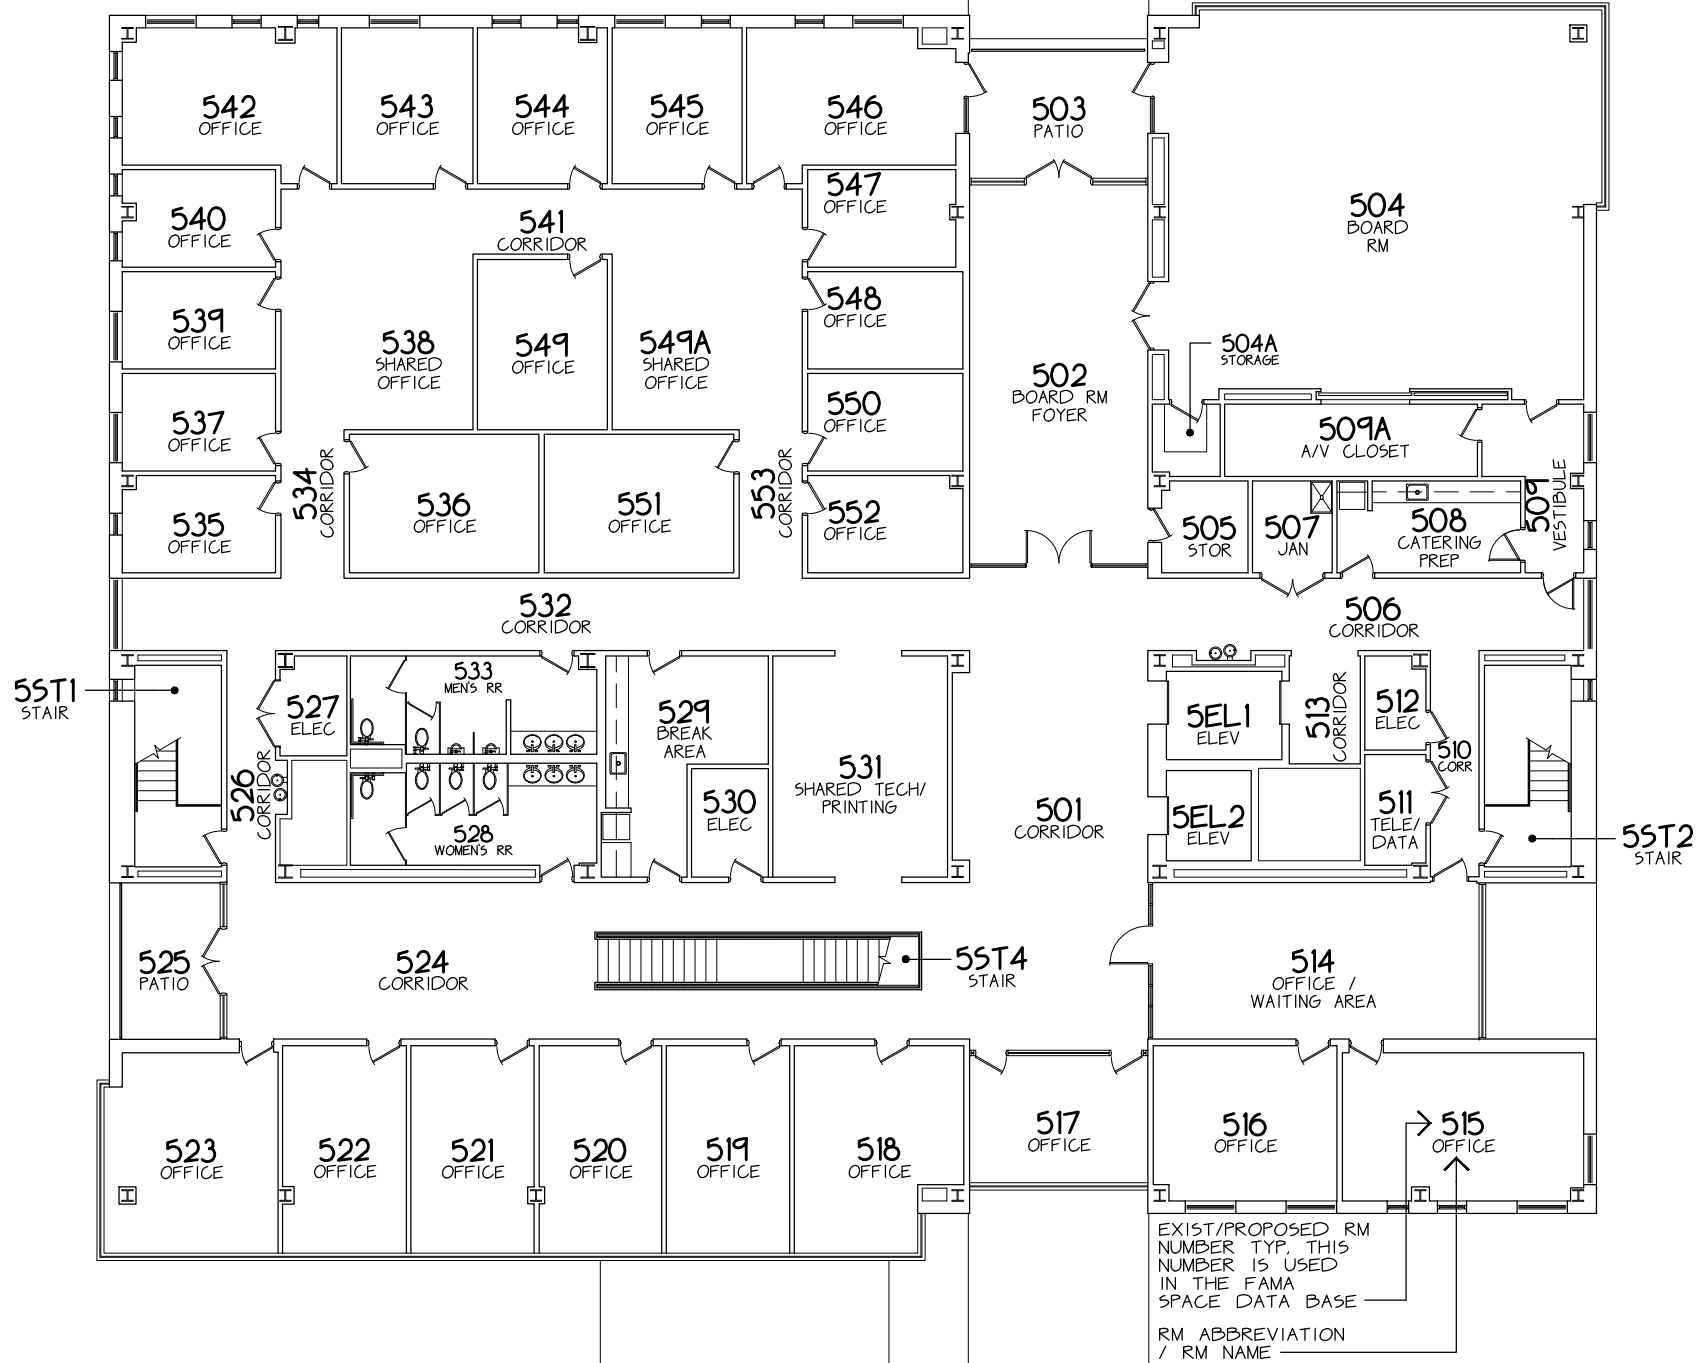 542
OFFICE
543
OFFICE
544
OFFICE
545
OFFICE
546
OFFICE
503
PATIO
547
OFFICE
504
BOARD
RM
540
OFFICE
541
CORRIDOR
539
OFFICE
538
SHARED
OFFICE
549
OFFICE
549A
SHARED
OFFICE
548
OFFICE
502
BOARD RM
FOYER
504A
STORAGE
537
OFFICE
550
OFFICE
509A
A/V CLOSET
535
OFFICE
534
CORRIDOR
536
OFFICE
551
OFFICE
553
CORRIDOR
552
OFFICE
505
STOR
507
JAN
508
CATERING
PREP
509
VESTIBULE
532
CORRIDOR
506
CORRIDOR
5ST1
STAIR
527
ELEC
533
MEN'S RR
529
BREAK
AREA
5EL1
ELEV
513
CORRIDOR
512
ELEC
510
CORR
526
CORRIDOR
528
WOMEN'S RR
530
ELEC
531
SHARED TECH/
PRINTING
501
CORRIDOR
5EL2
ELEV
511
TELE/
DATA
5ST2
STAIR
525
PATIO
524
CORRIDOR
5ST4
STAIR
514
OFFICE /
WAITING AREA
523
OFFICE
522
OFFICE
521
OFFICE
520
OFFICE
519
OFFICE
518
OFFICE
517
OFFICE
516
OFFICE
515
OFFICE
EXIST/PROPOSED RM
NUMBER TYP, THIS
NUMBER IS USED
IN THE FAMA
SPACE DATA BASE
RM ABBREVIATION
/ RM NAME